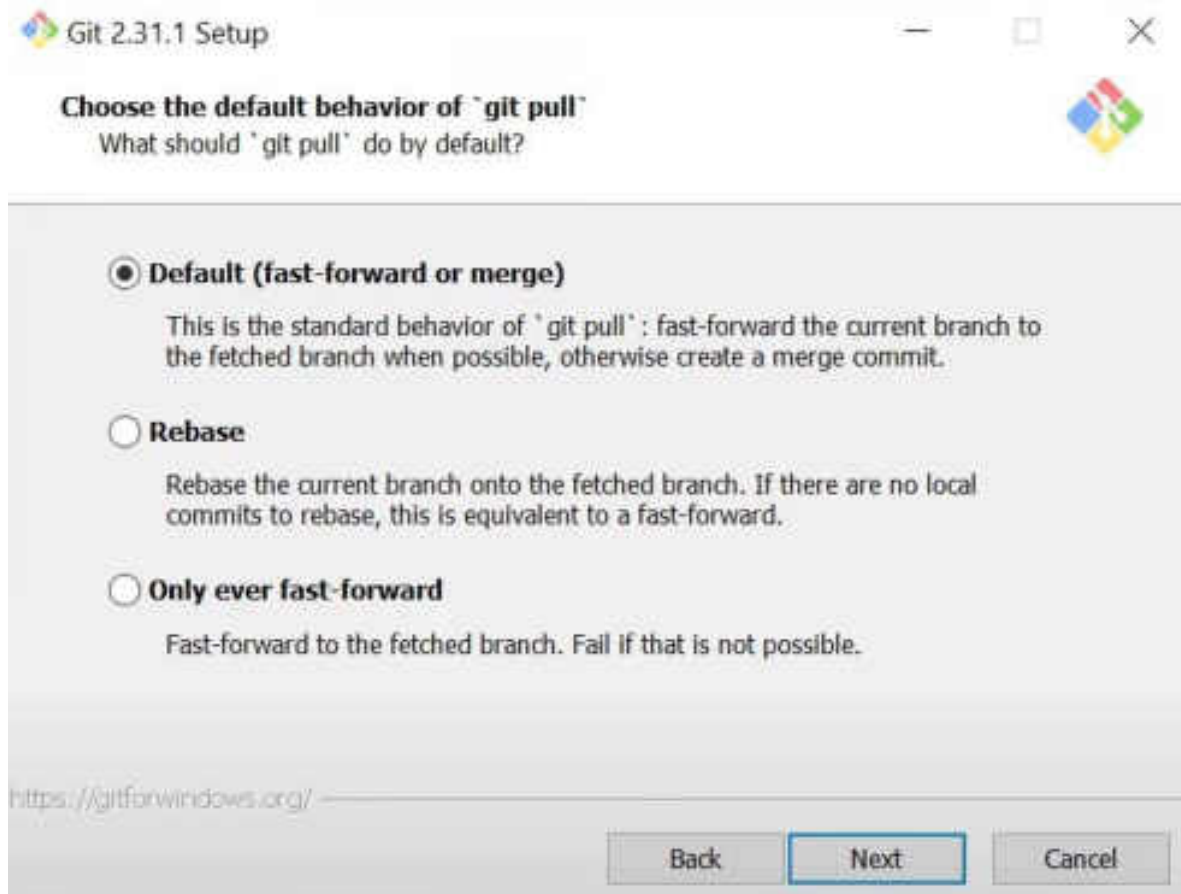 Git 2.31.1 Setup
Choose the default behavior of `git pull`
What should `git pull` do by default?
Default (fast-forward or merge)
This is the standard behavior of `git pull`: fast-forward the current branch to
the fetched branch when possible, otherwise create a merge commit.
Rebase
Rebase the current branch onto the fetched branch. If there are no local
commits to rebase, this is equivalent to a fast-forward.
Only ever fast-forward
Fast-forward to the fetched branch. Fail if that is not possible.
https://gitforwindows.org/
Back Next Cancel